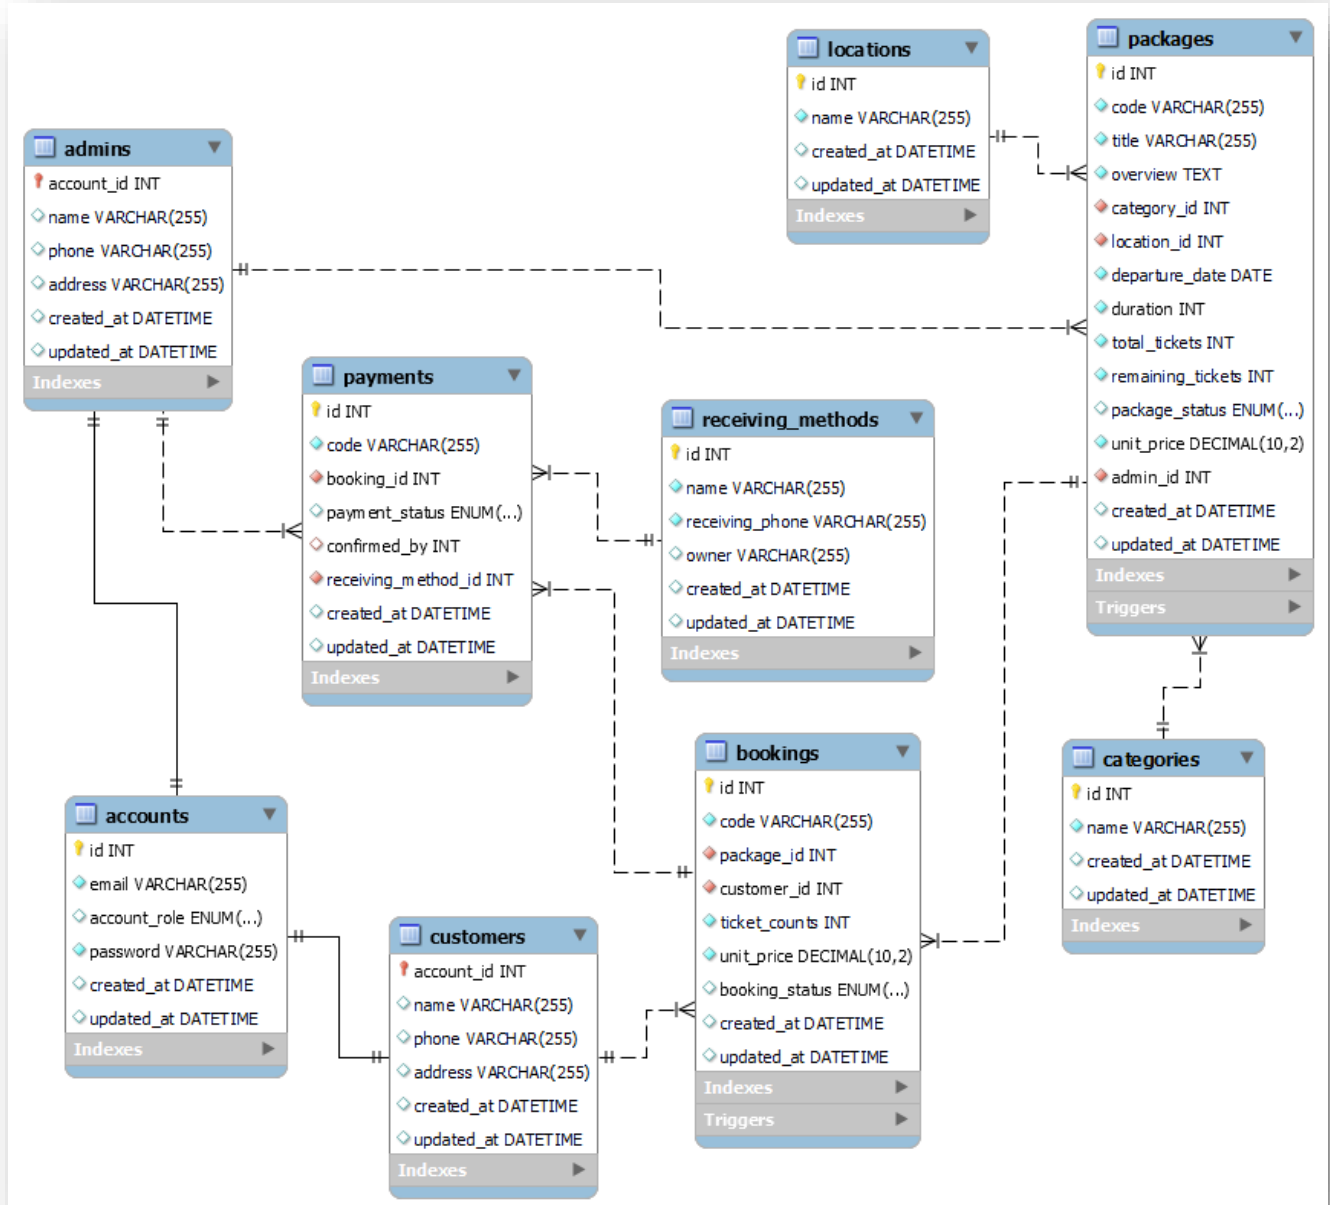 locations
id INT
name VARCHAR(255)
created_at DATETIME
updated_at DATETIME
Indexes
packages
id INT
code VARCHAR(255)
title VARCHAR(255)
overview TEXT
category_id INT
location_id INT
departure_date DATE
duration INT
total_tickets INT
remaining_tickets INT
package_status ENUM(...)
unit_price DECIMAL(10,2)
admin_id INT
created_at DATETIME
updated_at DATETIME
Indexes
Triggers
admins
account_id INT
name VARCHAR(255)
phone VARCHAR(255)
address VARCHAR(255)
created_at DATETIME
updated_at DATETIME
Indexes
payments
id INT
code VARCHAR(255)
booking_id INT
payment_status ENUM(...)
confirmed_by INT
receiving_method_id INT
created_at DATETIME
updated_at DATETIME
Indexes
receiving_methods
id INT
name VARCHAR(255)
receiving_phone VARCHAR(255)
owner VARCHAR(255)
created_at DATETIME
updated_at DATETIME
Indexes
bookings
id INT
code VARCHAR(255)
package_id INT
customer_id INT
ticket_counts INT
unit_price DECIMAL(10,2)
booking_status ENUM(...)
created_at DATETIME
updated_at DATETIME
Indexes
Triggers
categories
id INT
name VARCHAR(255)
created_at DATETIME
updated_at DATETIME
Indexes
accounts
id INT
email VARCHAR(255)
account_role ENUM(...)
password VARCHAR(255)
created_at DATETIME
updated_at DATETIME
Indexes
customers
account_id INT
name VARCHAR(255)
phone VARCHAR(255)
address VARCHAR(255)
created_at DATETIME
updated_at DATETIME
Indexes